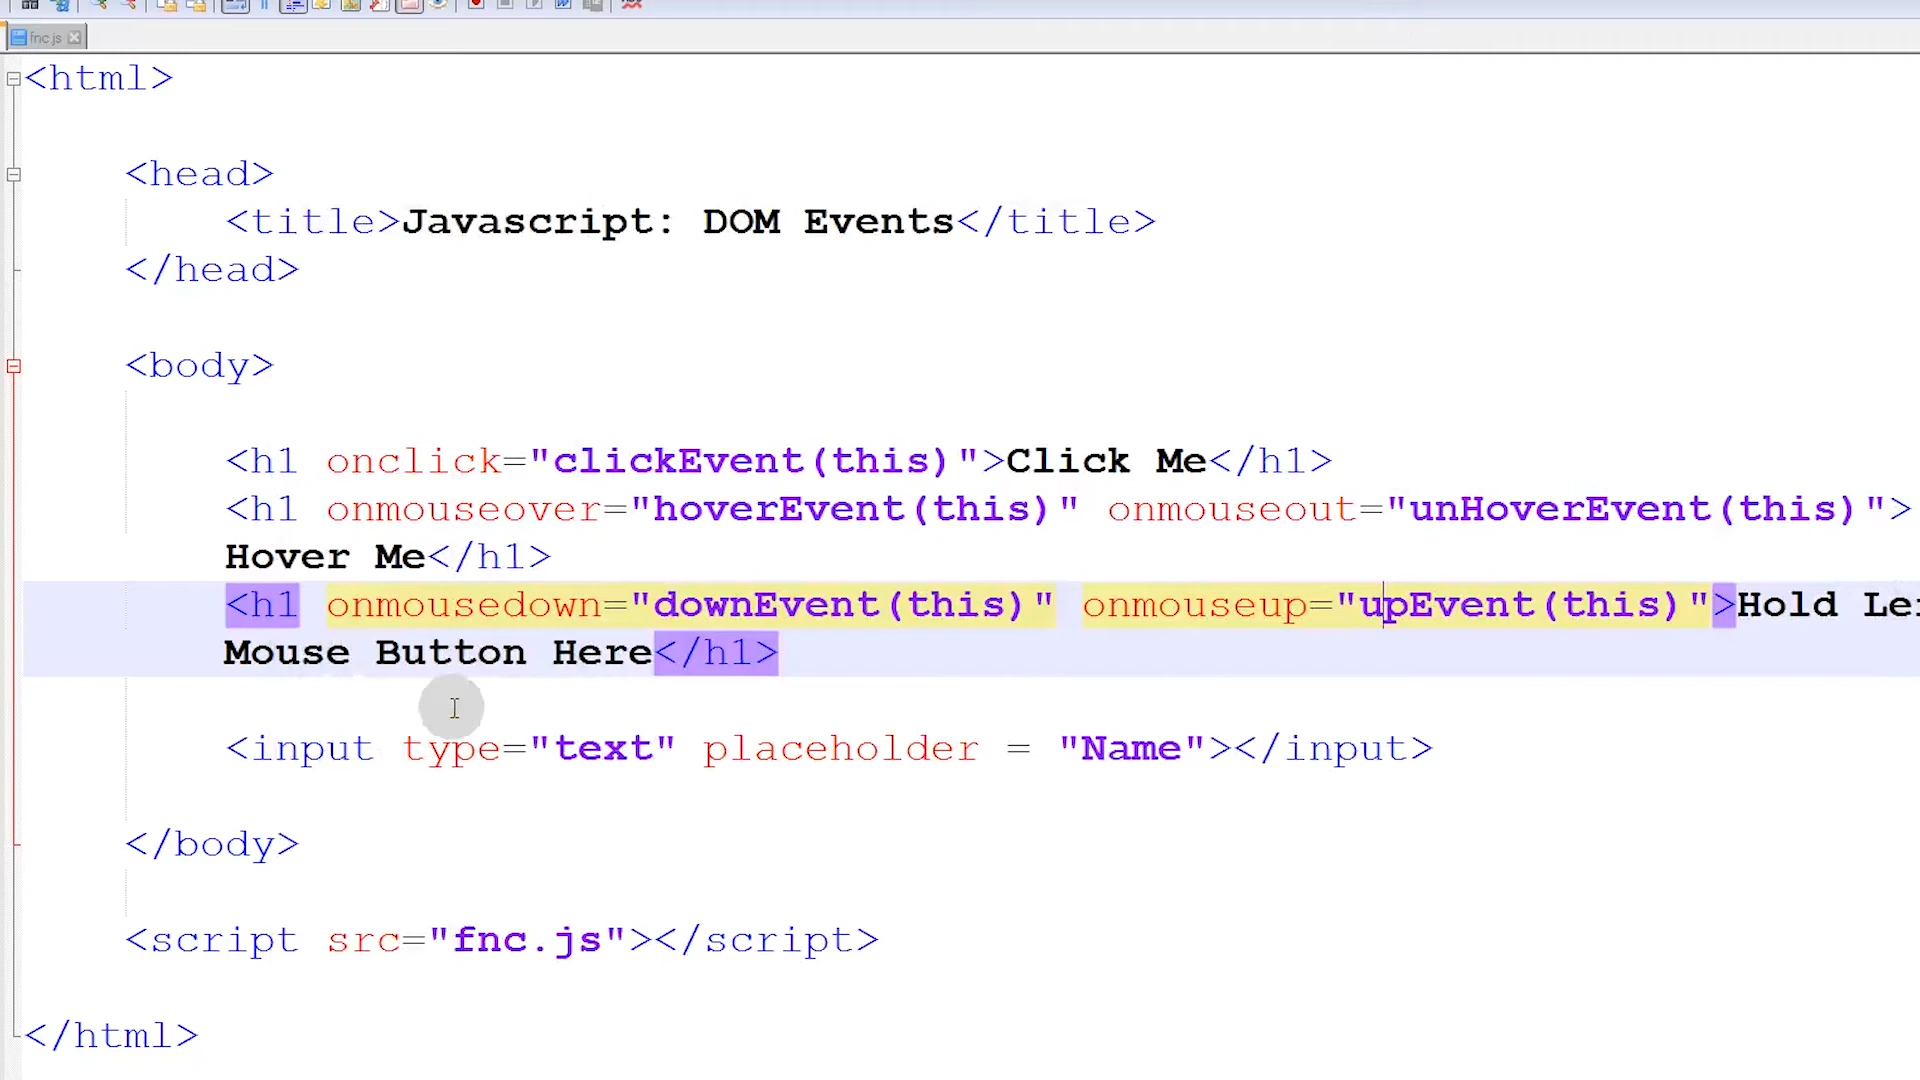 fnc.js
<html>
<head>
<title>Javascript: DOM Events</title>
</head>
<body>
<h1 onclick="clickEvent(this)">Click Me</h1>
<h1 onmouseover="hoverEvent(this)" onmouseout="unHoverEvent(this)">
Hover Me</h1>
<h1 onmousedown="downEvent(this)" onmouseup="upEvent(this)">Hold
Mouse Button Here</h1>
<input type="text" placeholder = "Name"></input>
</body>
<script src="fnc.js"></script>
</html>